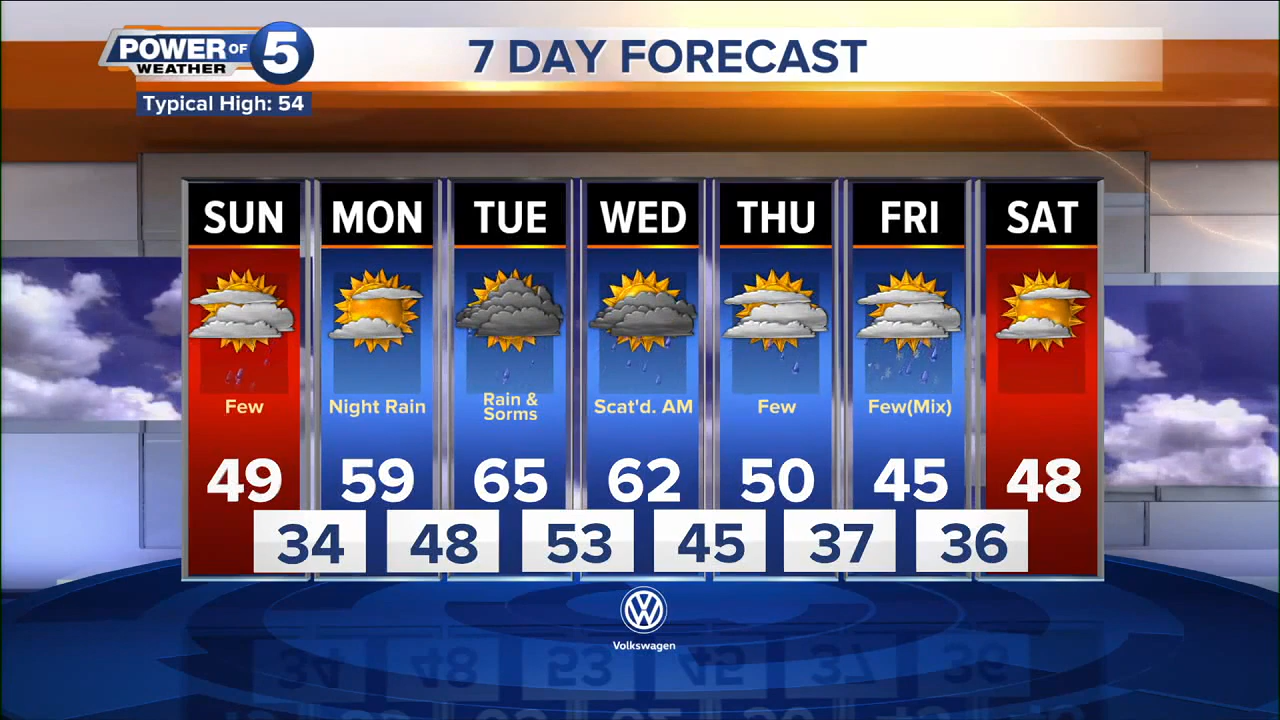 POWER OF 5
WEATHER
7 DAY FORECAST
Typical High: 54
SUN MON TUE WED THU FRI SAT
Few
Night Rain
Rain &
Sorms
Scat'd. AM
Few
Few(Mix)
49 59 65 62 50 45 48
34 48 53 45 37 36
Volkswagen